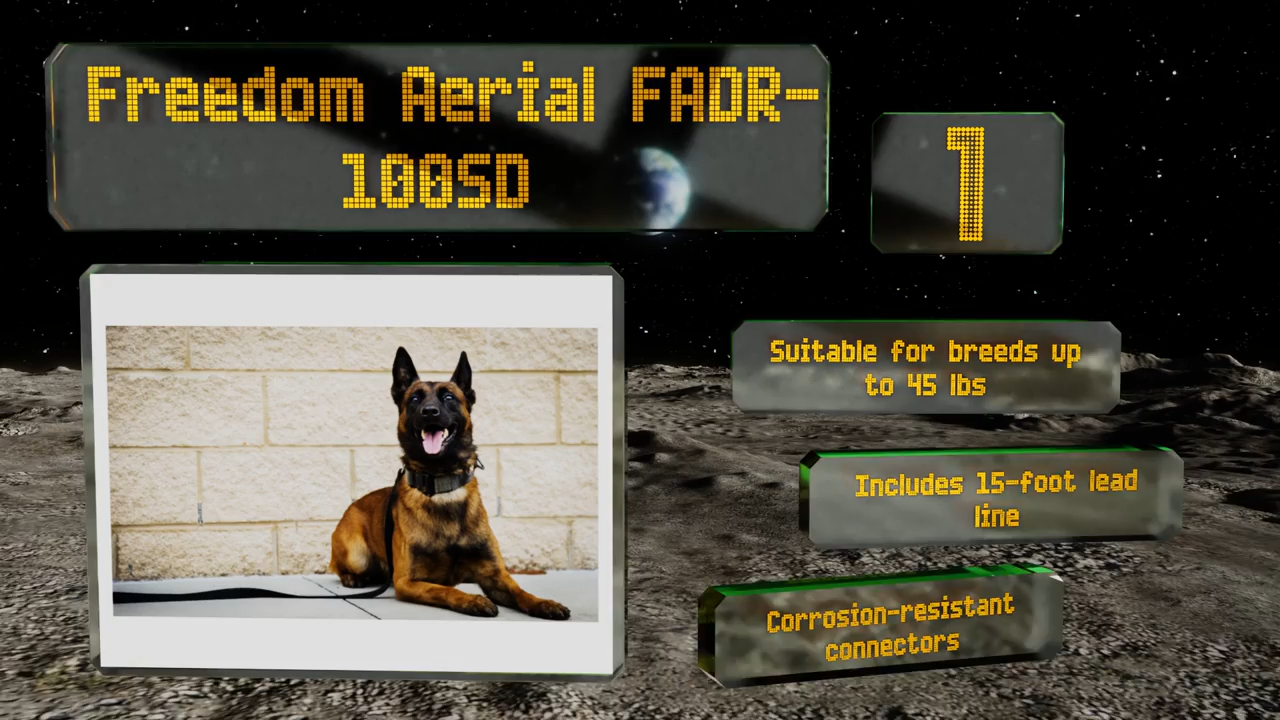 Freedom Aerial FADR-
100SD
1
Suitable for breeds up
to 45 lbs
Includes 15-foot lead
line
Corrosion-resistant
connectors